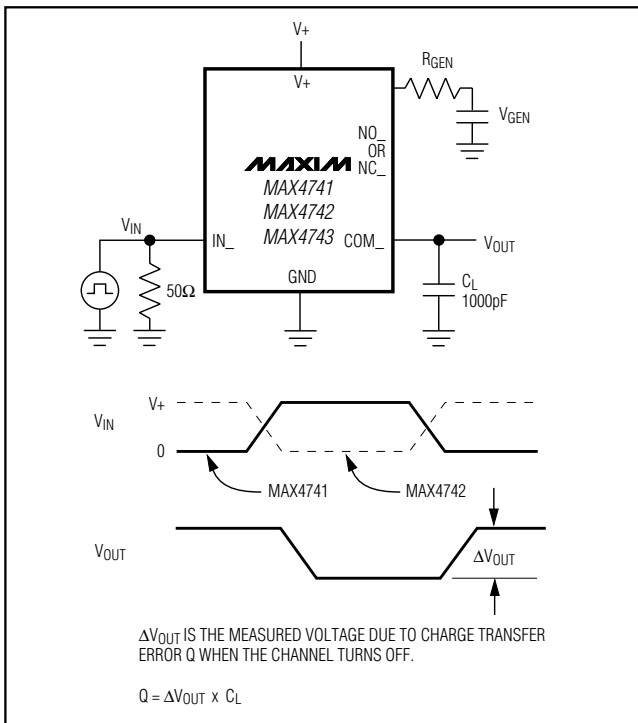 V+
V+
RGEN
VGEN
NO_
OR
NC_
MAXIM
MAX4741
MAX4742
MAX4743
VIN
IN_
COM_
VOUT
50Ω
GND
CL
1000pF
VIN
V+
0
MAX4741
MAX4742
VOUT
ΔVOUT
ΔVOUT IS THE MEASURED VOLTAGE DUE TO CHARGE TRANSFER
ERROR Q WHEN THE CHANNEL TURNS OFF.
Q = ΔVOUT x CL